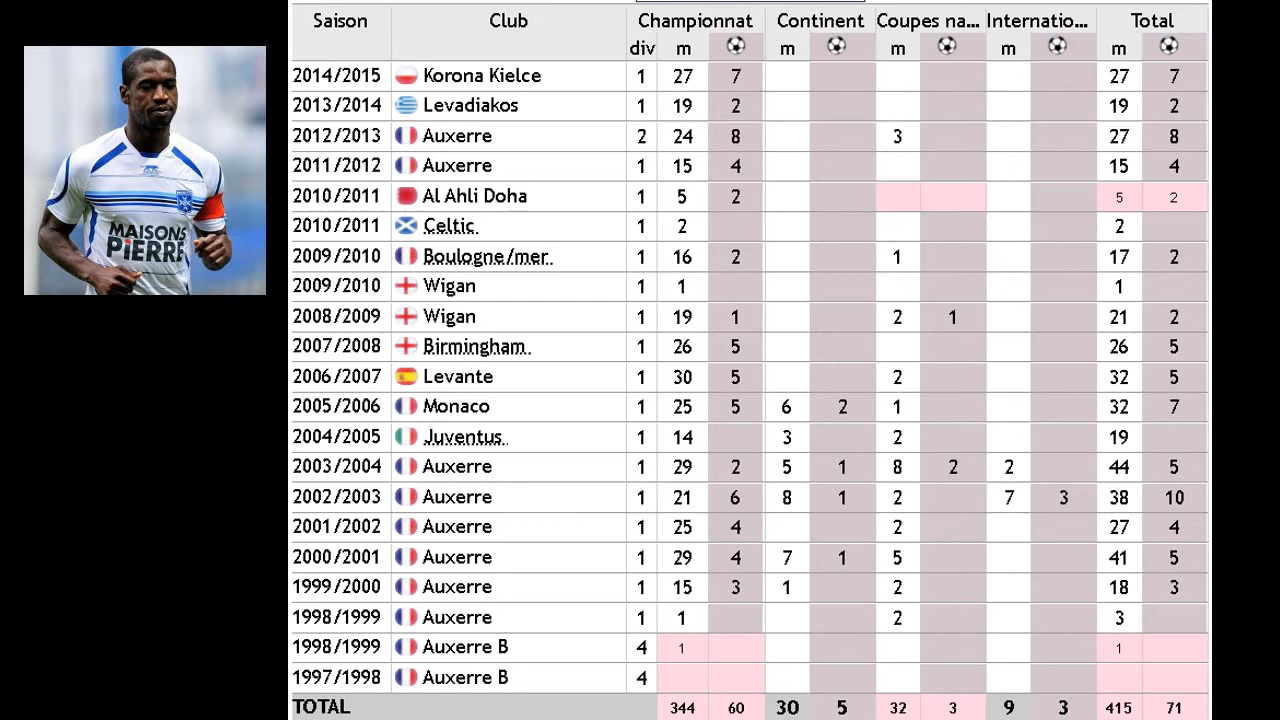 Saison Club Championnat Continent Coupes na... Internatio... Total
div m m m m m
2014/2015 Korona Kielce 1 27 7 27 7
2013/2014 Levadiakos 1 19 2 19 2
2012/2013 Auxerre 2 24 8 3 27 8
2011/2012 Auxerre 1 15 4 15 4
2010/2011 Al Ahli Doha 1 5 2 5 2
2010/2011 Celtic 1 2 2
2009/2010 Boulogne/mer 1 16 2 1 17 2
2009/2010 Wigan 1 1 1
2008/2009 Wigan 1 19 1 2 1 21 2
2007/2008 Birmingham 1 26 5 26 5
2006/2007 Levante 1 30 5 2 32 5
2005/2006 Monaco 1 25 5 6 2 1 32 7
2004/2005 Juventus 1 14 3 2 19
2003/2004 Auxerre 1 29 2 5 1 8 2 2 44 5
2002/2003 Auxerre 1 21 6 8 1 2 7 3 38 10
2001/2002 Auxerre 1 25 4 2 27 4
2000/2001 Auxerre 1 29 4 7 1 5 41 5
1999/2000 Auxerre 1 15 3 1 2 18 3
1998/1999 Auxerre 1 1 2 3
1998/1999 Auxerre B 4 1 1
1997/1998 Auxerre B 4
TOTAL 344 60 30 5 32 3 9 3 415 71
MAISONS
PIERRE